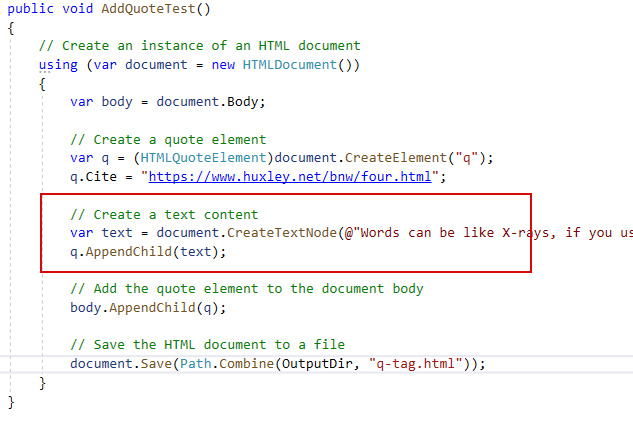 public void AddQuoteTest()
{
// Create an instance of an HTML document
using (var document = new HTMLDocument())
{
var body = document.Body;
// Create a quote element
var q = (HTMLQuoteElement)document.CreateElement("q");
q.Cite = "https://www.huxley.net/bnw/four.html";
// Create a text content
var text = document.CreateTextNode(@"Words can be like X-rays, if you us
q.AppendChild(text);
// Add the quote element to the document body
body.AppendChild(q);
// Save the HTML document to a file
document.Save(Path.Combine(OutputDir, "q-tag.html"));
}
}